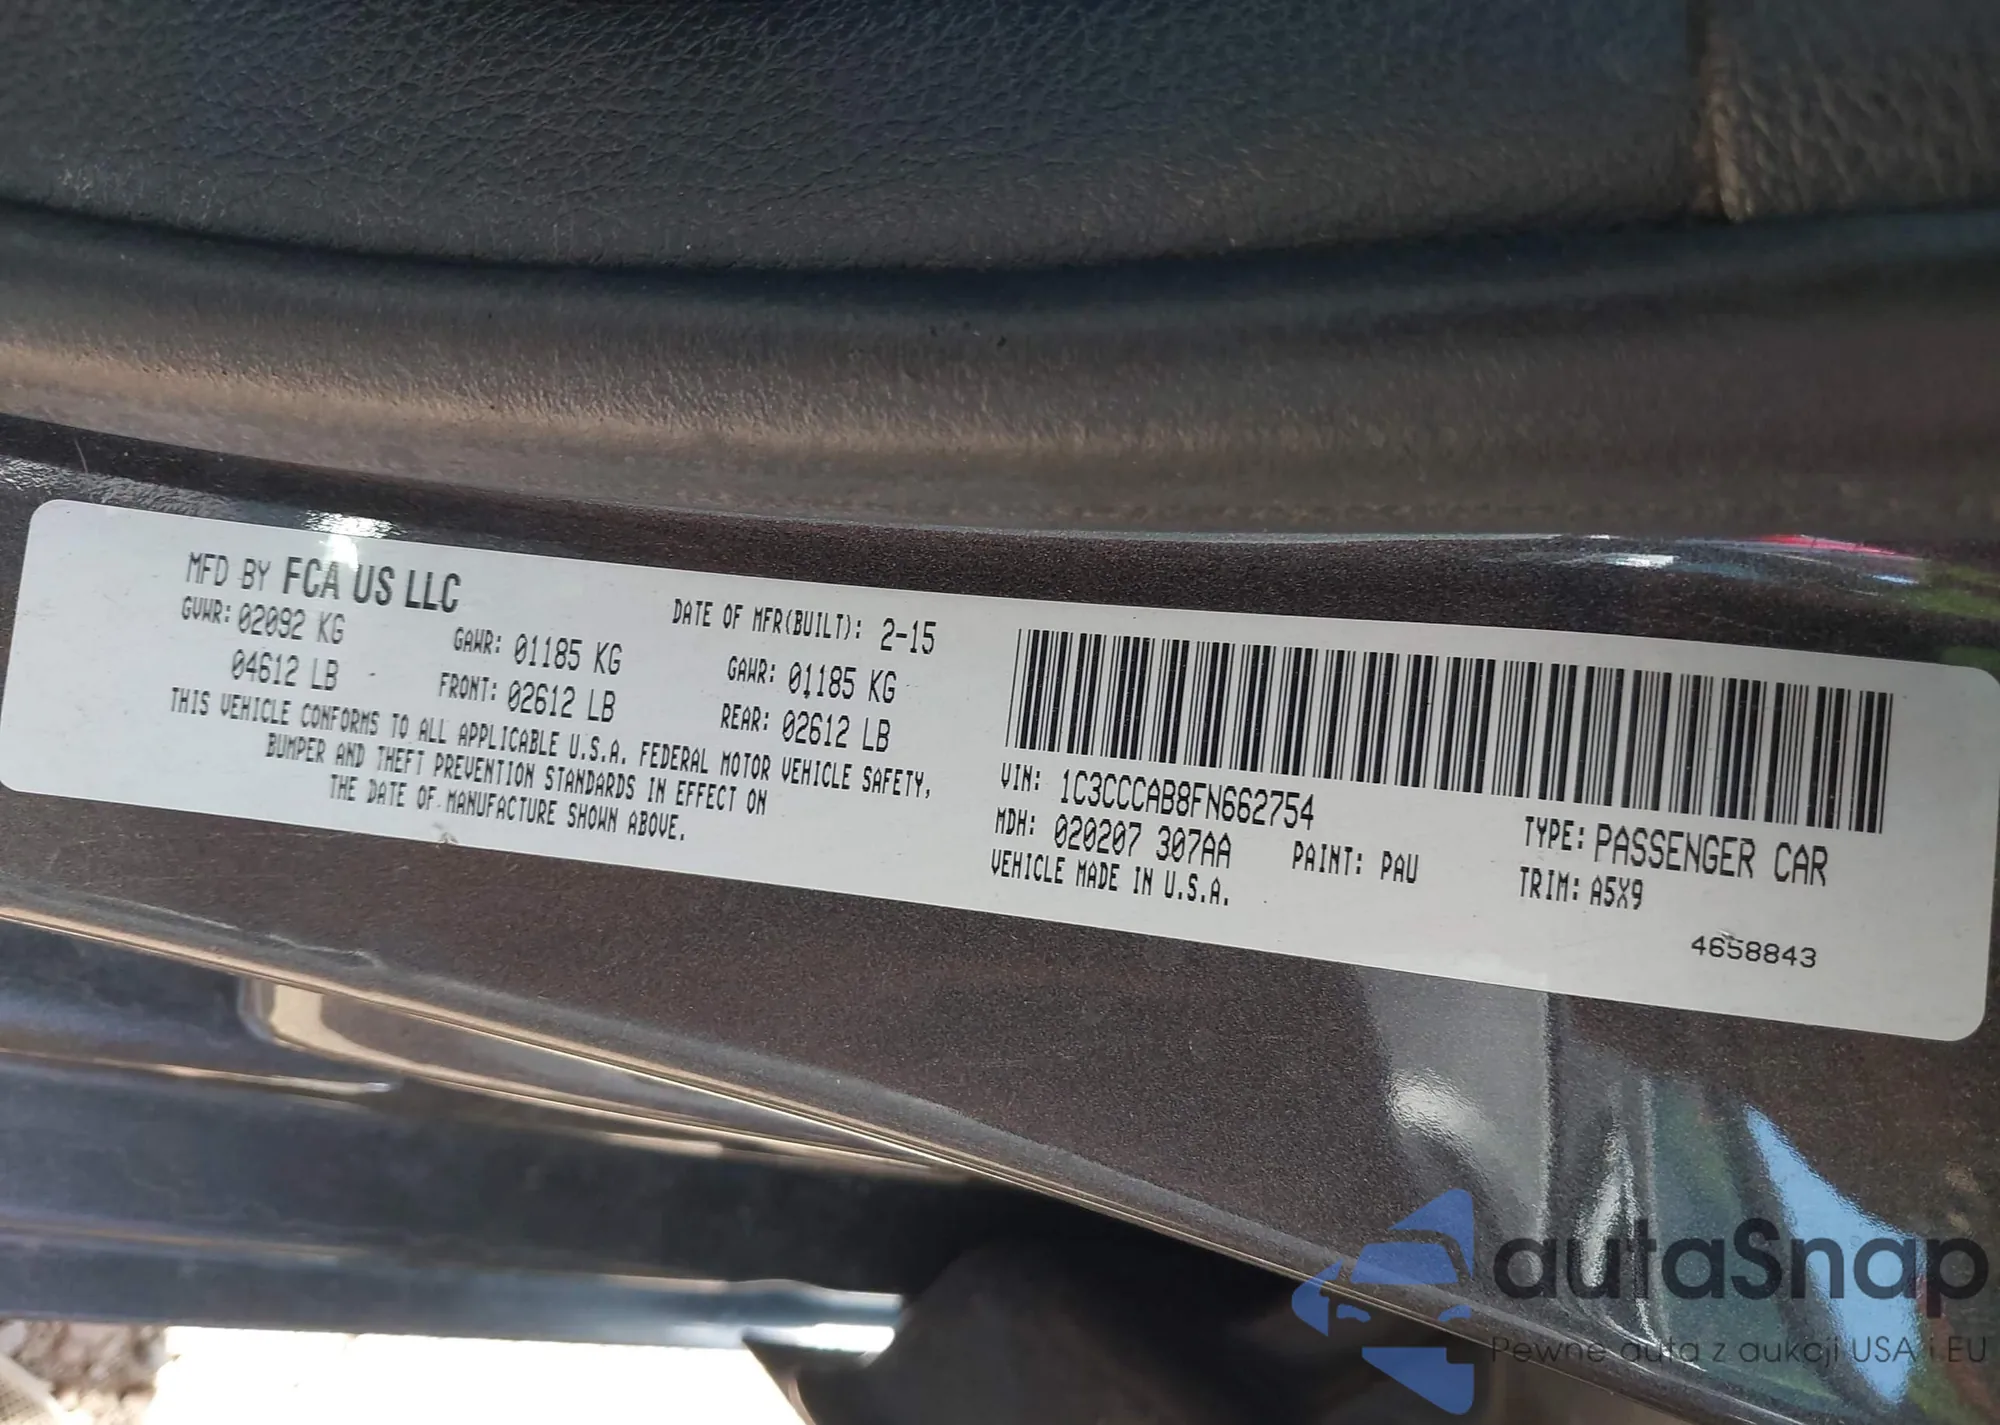 MFD BY FCA US LLC
DATE OF MFR(BUILT): 2-15
GVWR: 02092 KG GAWR: 01185 KG GAWR: 01185 KG
04612 LB FRONT: 02612 LB REAR: 02612 LB
THIS VEHICLE CONFORMS TO ALL APPLICABLE U.S.A. FEDERAL MOTOR VEHICLE SAFETY,
BUMPER AND THEFT PREVENTION STANDARDS IN EFFECT ON
THE DATE OF MANUFACTURE SHOWN ABOVE.
VIN: 1C3CCCAB8FN662754
TYPE: PASSENGER CAR
MDH: 020207 307AA PAINT: PAU TRIM: A5X9
VEHICLE MADE IN U.S.A.
4658843
autaSnap
Pewne auta z aukcji USA i EU